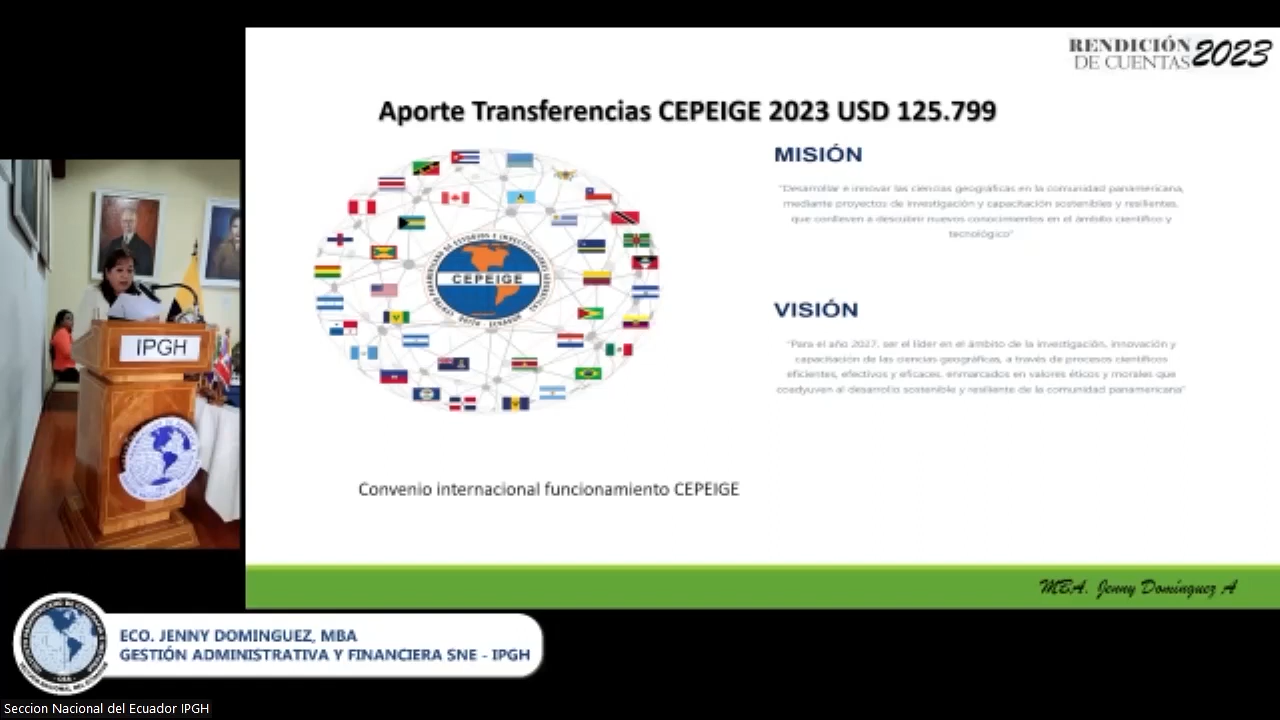 RENDICIÓN
DE CUENTAS 2023
Aporte Transferencias CEPEIGE 2023 USD 125.799
MISIÓN
"Desarrollar e innovar las ciencias geográficas en la comunidad panamericana,
mediante proyectos de investigación y capacitación sostenibles y resilientes,
que conlleven a descubrir nuevos conocimientos en el ámbito científico y
tecnológico"
CEPEIGE
VISIÓN
"Para el año 2027, ser el líder en el ámbito de la investigación, innovación y
capacitación de las ciencias geográficas, a través de procesos científicos
eficientes, efectivos y eficaces, enmarcados en valores éticos y morales que
coadyuven al desarrollo sostenible y resiliente de la comunidad panamericana"
IPGH
Convenio internacional funcionamiento CEPEIGE
MBA. Jenny Domínguez A
ECO. JENNY DOMINGUEZ, MBA
GESTIÓN ADMINISTRATIVA Y FINANCIERA SNE - IPGH
Seccion Nacional del Ecuador IPGH